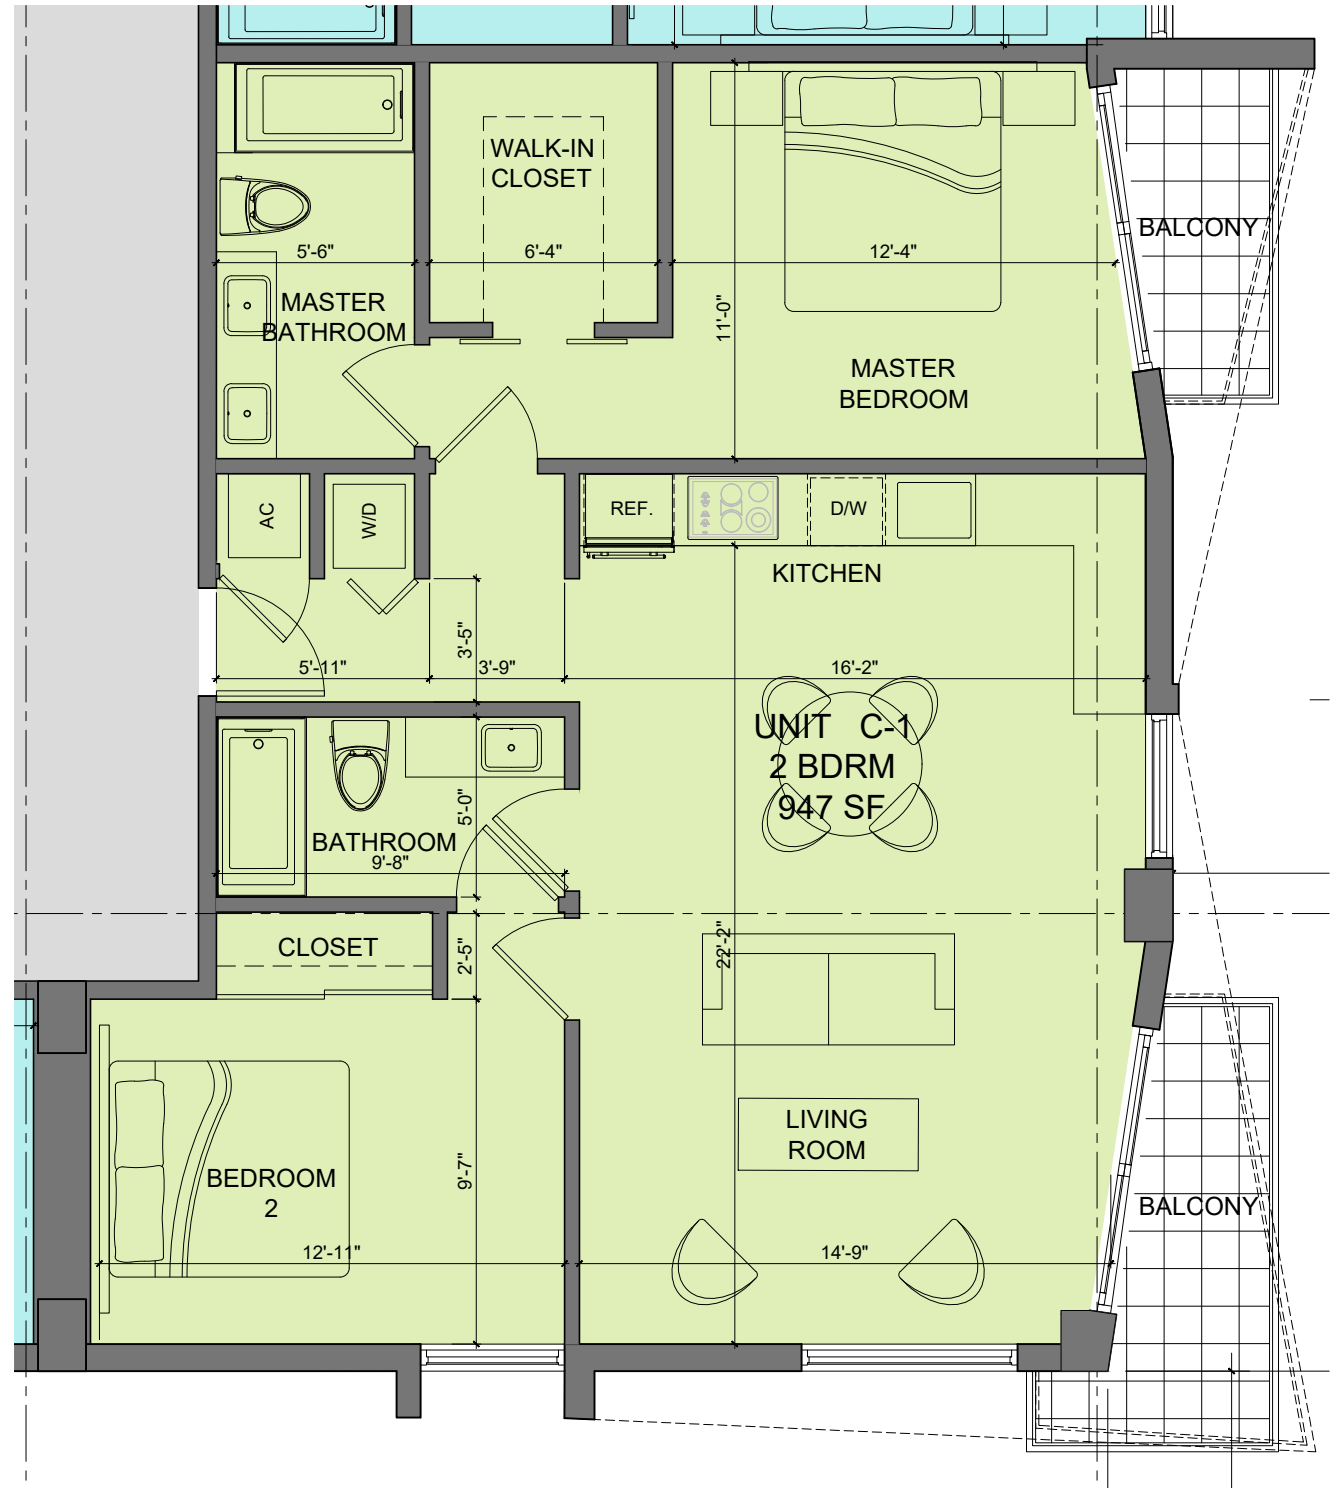 WALK-IN
CLOSET
BALCONY
5'-6"
6'-4"
12'-4"
MASTER
BATHROOM
11'-0"
MASTER
BEDROOM
AC
W/D
REF.
D/W
KITCHEN
3'-5"
5'-11"
3'-9"
16'-2"
UNIT C-1
2 BDRM
947 SF
5'-0"
BATHROOM
9'-8"
CLOSET
2'-5"
22'-2"
LIVING
ROOM
BEDROOM
2
9'-7"
BALCONY
12'-11"
14'-9"